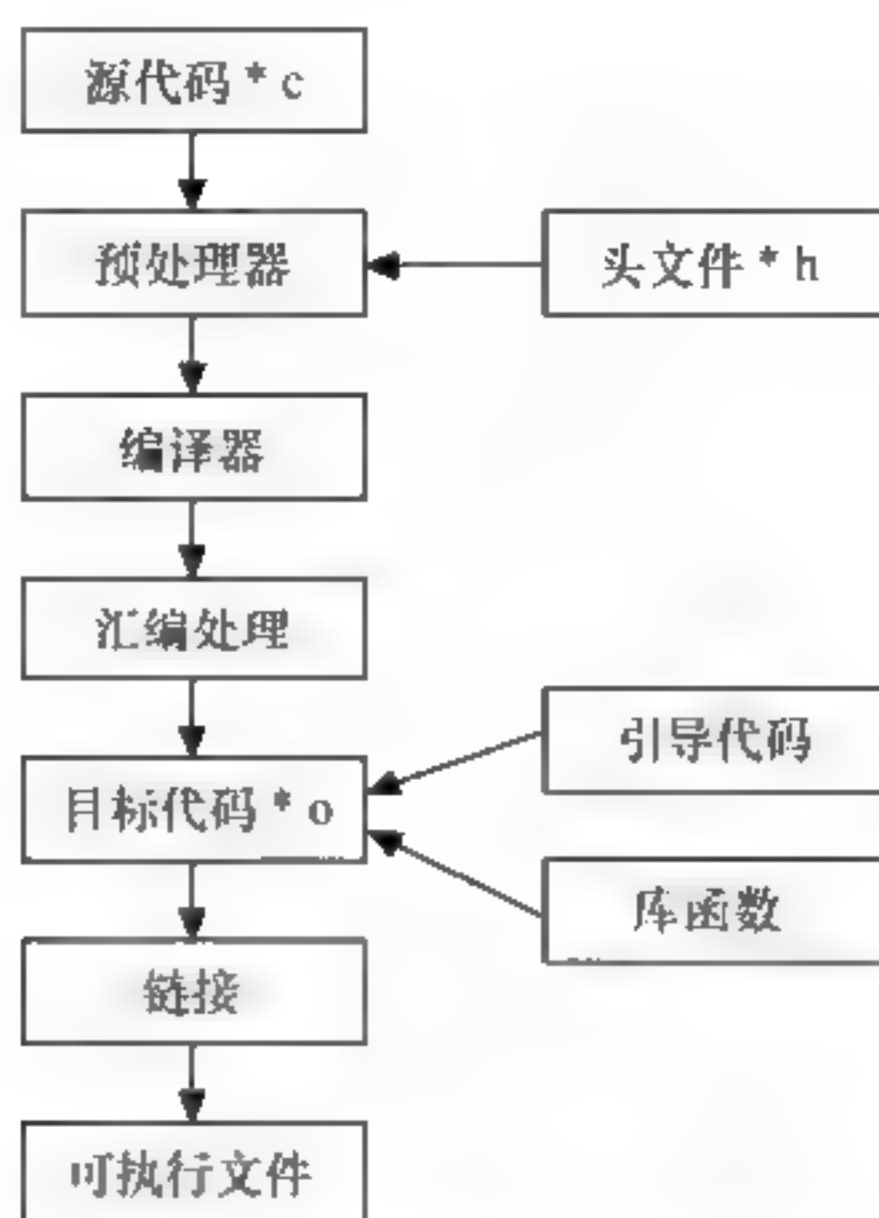 源代码 * c
预处理器
头文件 * h
编译器
汇编处理
引导代码
目标代码 * o
库函数
链接
可执行文件